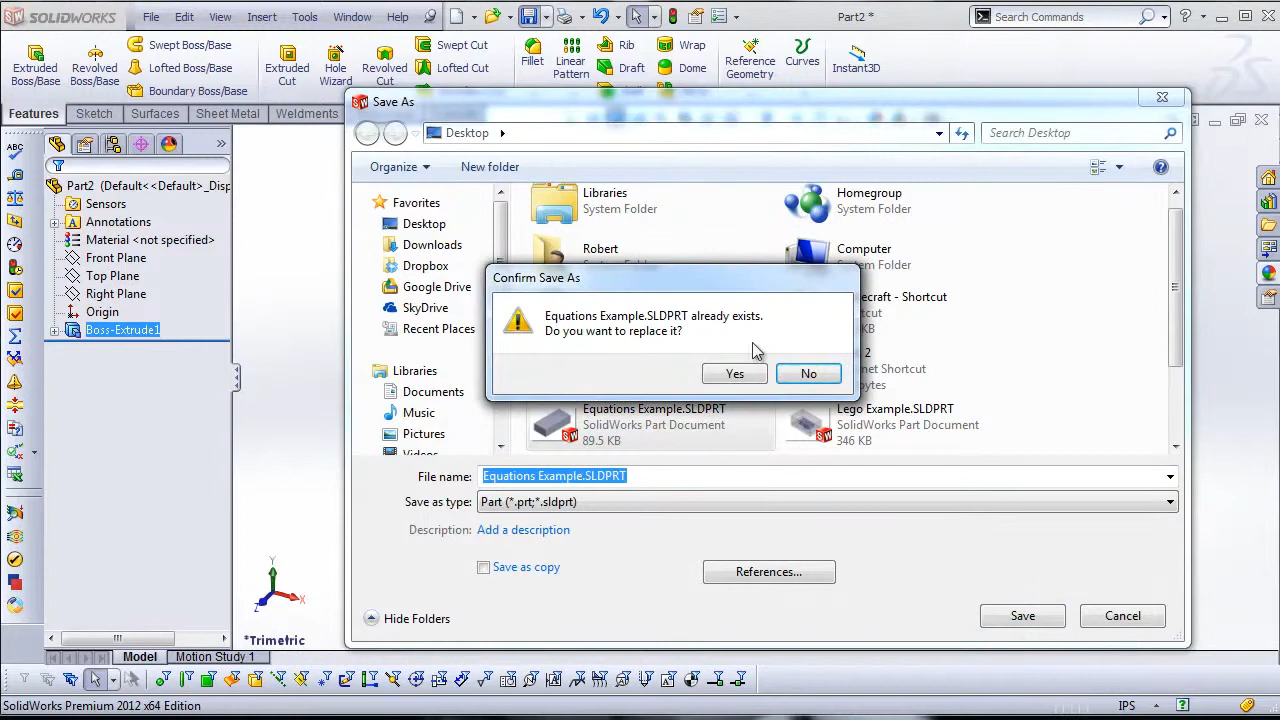 SOLIDWORKS
File Edit View Insert Tools Window Help
Part2 *
Search Commands
Extruded Boss/Base
Revolved Boss/Base
Swept Boss/Base
Lofted Boss/Base
Boundary Boss/Base
Extruded Cut
Hole Wizard
Revolved Cut
Swept Cut
Lofted Cut
Fillet
Linear Pattern
Rib
Draft
Wrap
Dome
Reference Geometry
Curves
Instant3D
Features Sketch Surfaces Sheet Metal Weldments
Part2 (Default<<Default>_Disp
Sensors
Annotations
Material <not specified>
Front Plane
Top Plane
Right Plane
Origin
Boss-Extrude1
Save As
Desktop
Search Desktop
Organize
New folder
Favorites
Desktop
Downloads
Dropbox
Google Drive
SkyDrive
Recent Places
Libraries
Documents
Music
Pictures
Videos
Libraries
System Folder
Homegroup
System Folder
Robert
Computer
System Folder
ecraft - Shortcut
KB
2
net Shortcut
bytes
Equations Example.SLDPRT
SolidWorks Part Document
89.5 KB
Lego Example.SLDPRT
SolidWorks Part Document
346 KB
Confirm Save As
Equations Example.SLDPRT already exists.
Do you want to replace it?
Yes
No
File name: Equations Example.SLDPRT
Save as type: Part (*.prt;*.sldprt)
Description: Add a description
Save as copy
References...
Hide Folders
Save
Cancel
Y
X
Z
*Trimetric
Model Motion Study 1
SolidWorks Premium 2012 x64 Edition
IPS